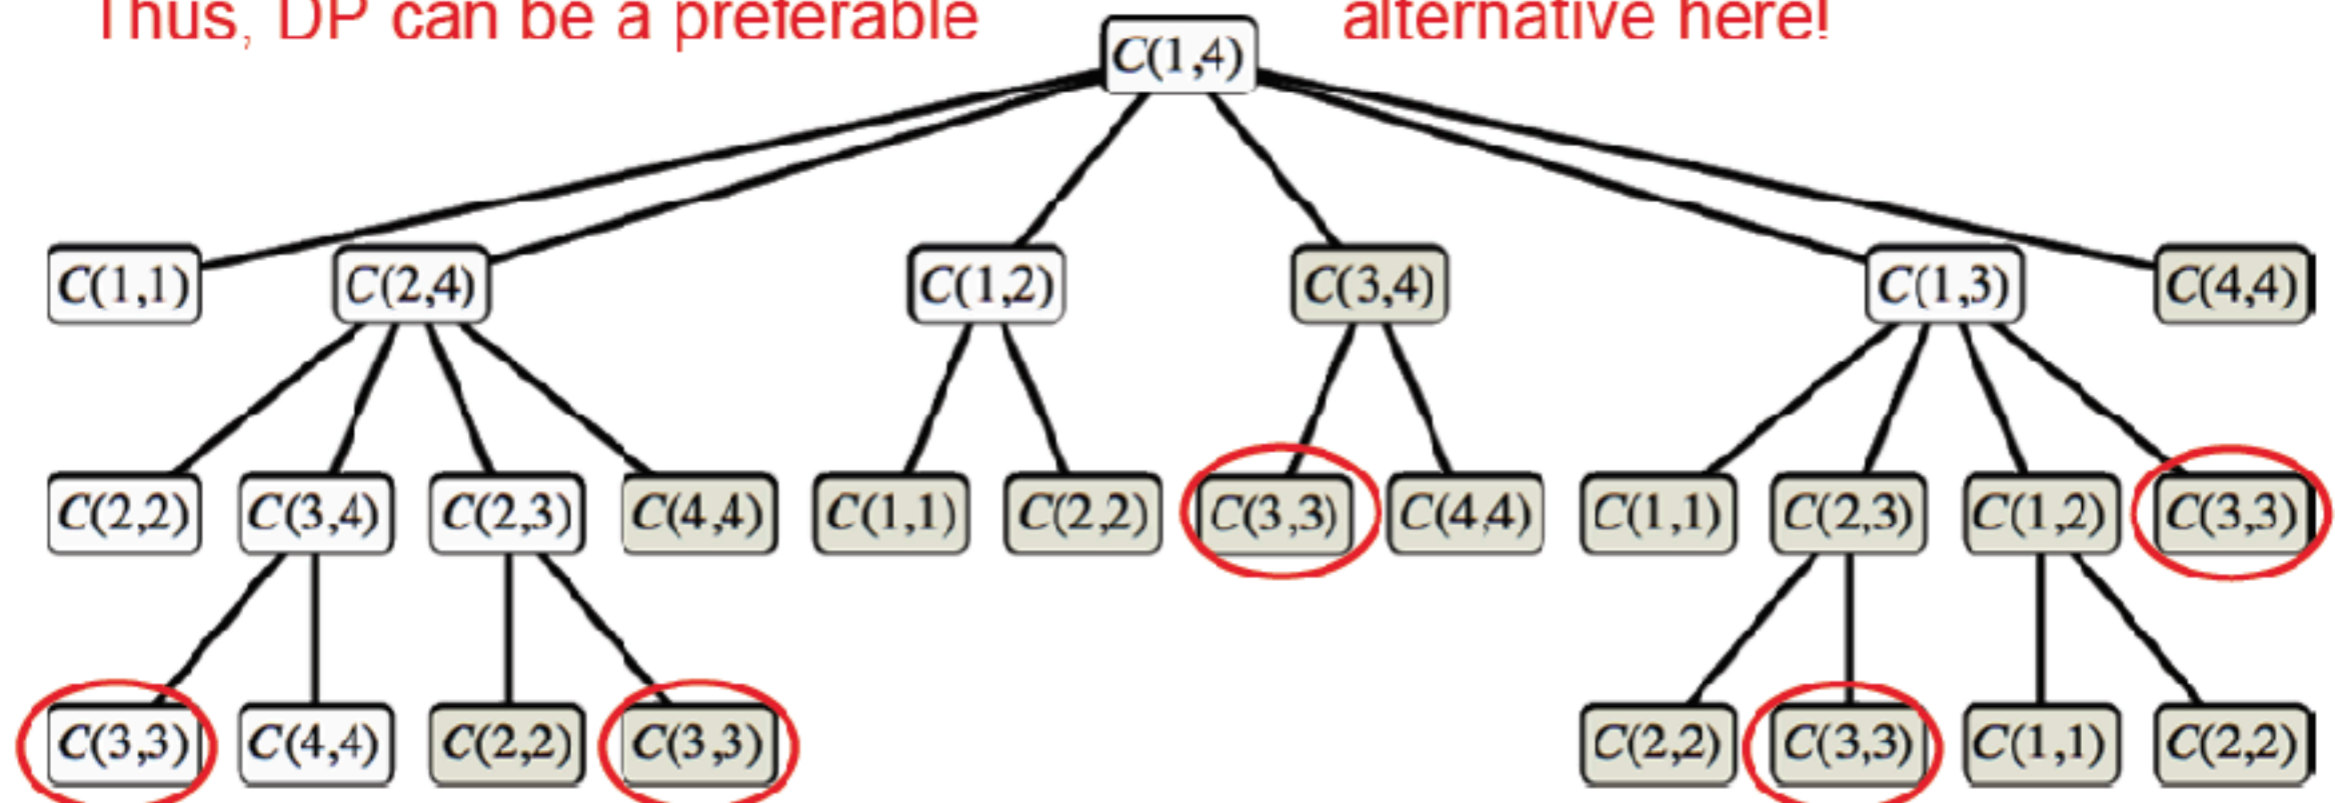 Thus, DP can be a preferable alternative here!
C(1,4)
C(1,1) C(2,4) C(1,2) C(3,4) C(1,3) C(4,4)
C(2,2) C(3,4) C(2,3) C(4,4) C(1,1) C(2,2) C(3,3) C(4,4) C(1,1) C(2,3) C(1,2) C(3,3)
C(3,3) C(4,4) C(2,2) C(3,3) C(2,2) C(3,3) C(1,1) C(2,2)